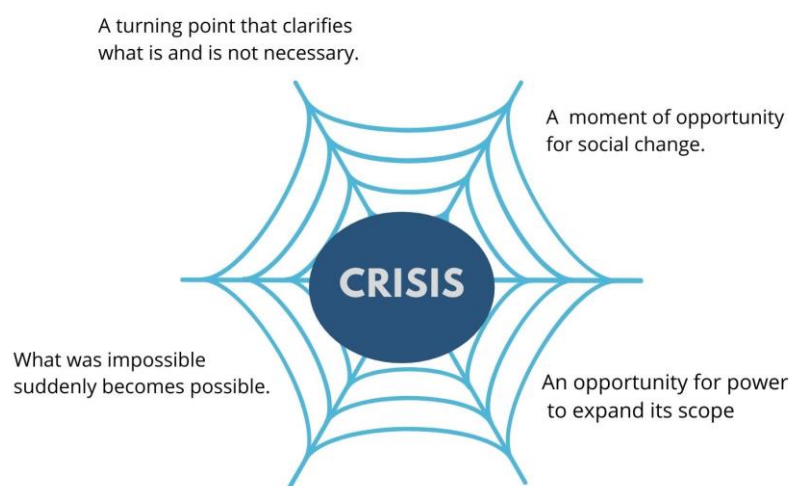 A turning point that clarifies
what is and is not necessary.
A moment of opportunity
for social change.
CRISIS
What was impossible
suddenly becomes possible.
An opportunity for power
to expand its scope